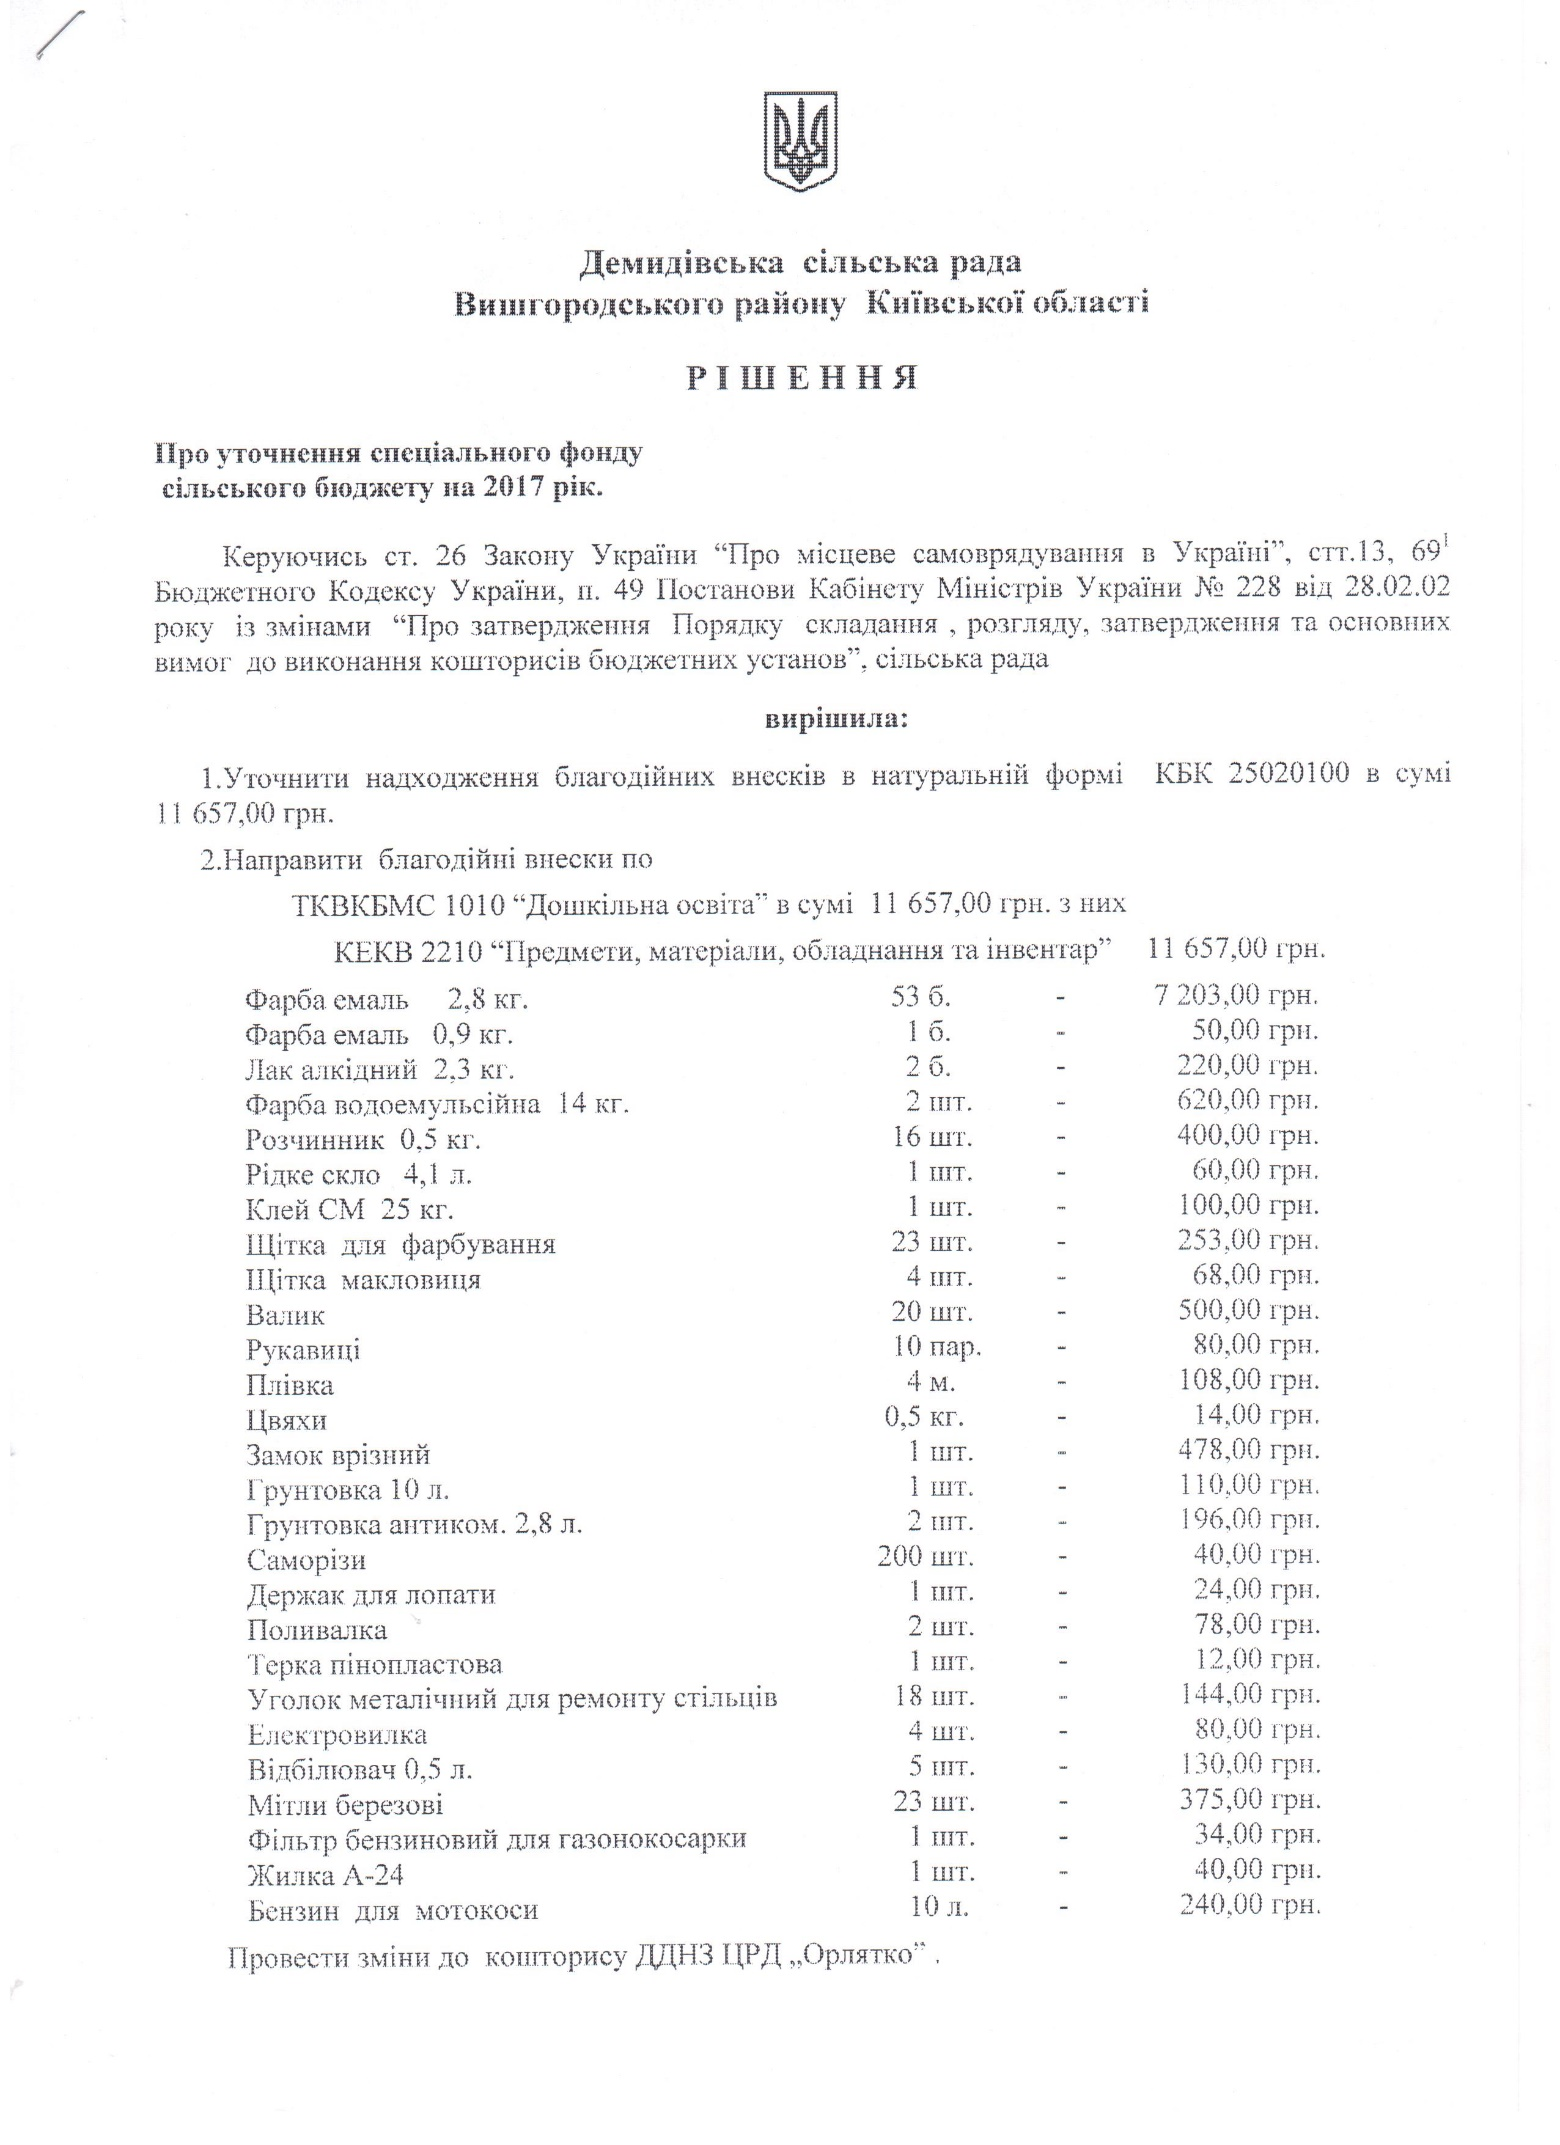 Демидівська сільська рада
Вишгородського району Київської області
Р І Ш Е Н Н Я
Про уточнення спеціального фонду
сільського бюджету на 2017 рік.
Керуючись ст. 26 Закону України “Про місцеве самоврядування в Україні”, стт.13, 69¹
Бюджетного Кодексу України, п. 49 Постанови Кабінету Міністрів України № 228 від 28.02.02
року із змінами “Про затвердження Порядку складання , розгляду, затвердження та основних
вимог до виконання кошторисів бюджетних установ”, сільська рада
вирішила:
1.Уточнити надходження благодійних внесків в натуральній формі КБК 25020100 в сумі
11 657,00 грн.
2.Направити благодійні внески по
ТКВКБМС 1010 “Дошкільна освіта” в сумі 11 657,00 грн. з них
КЕКВ 2210 “Предмети, матеріали, обладнання та інвентар” 11 657,00 грн.
Фарба емаль 2,8 кг. 53 б. - 7 203,00 грн.
Фарба емаль 0,9 кг. 1 б. - 50,00 грн.
Лак алкідний 2,3 кг. 2 б. - 220,00 грн.
Фарба водоемульсійна 14 кг. 2 шт. - 620,00 грн.
Розчинник 0,5 кг. 16 шт. - 400,00 грн.
Рідке скло 4,1 л. 1 шт. - 60,00 грн.
Клей СМ 25 кг. 1 шт. - 100,00 грн.
Щітка для фарбування 23 шт. - 253,00 грн.
Щітка макловиця 4 шт. - 68,00 грн.
Валик 20 шт. - 500,00 грн.
Рукавиці 10 пар. - 80,00 грн.
Плівка 4 м. - 108,00 грн.
Цвяхи 0,5 кг. - 14,00 грн.
Замок врізний 1 шт. - 478,00 грн.
Грунтовка 10 л. 1 шт. - 110,00 грн.
Грунтовка антиком. 2,8 л. 2 шт. - 196,00 грн.
Саморізи 200 шт. - 40,00 грн.
Держак для лопати 1 шт. - 24,00 грн.
Поливалка 2 шт. - 78,00 грн.
Терка пінопластова 1 шт. - 12,00 грн.
Уголок металічний для ремонту стільців 18 шт. - 144,00 грн.
Електровилка 4 шт. - 80,00 грн.
Відбілювач 0,5 л. 5 шт. - 130,00 грн.
Мітли березові 23 шт. - 375,00 грн.
Фільтр бензиновий для газонокосарки 1 шт. - 34,00 грн.
Жилка А-24 1 шт. - 40,00 грн.
Бензин для мотокоси 10 л. - 240,00 грн.
Провести зміни до кошторису ДДНЗ ЦРД „Орлятко” .